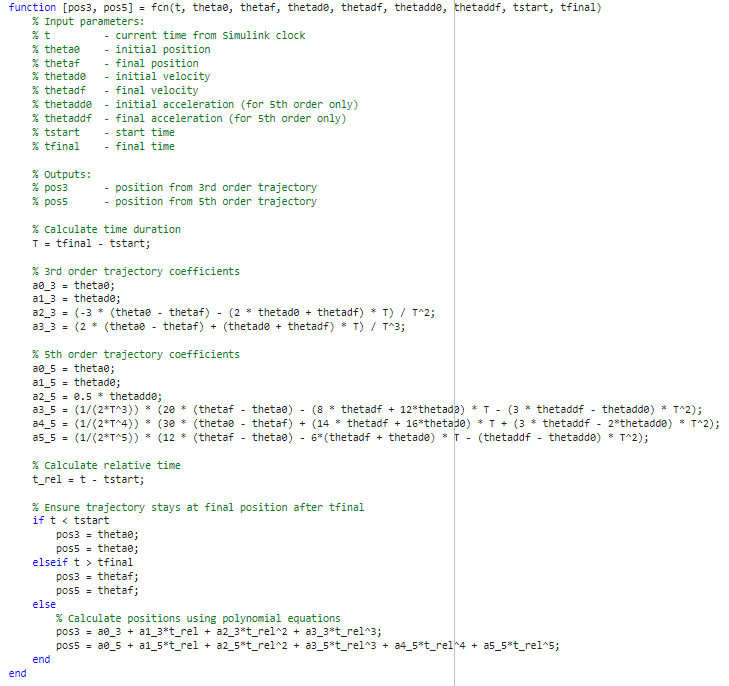 function [pos3, pos5] = fcn(t, theta0, thetaf, thetad0, thetadf, thetadd0, thetaddf, tstart, tfinal)
% Input parameters:
% t - current time from Simulink clock
% theta0 - initial position
% thetaf - final position
% thetad0 - initial velocity
% thetadf - final velocity
% thetadd0 - initial acceleration (for 5th order only)
% thetaddf - final acceleration (for 5th order only)
% tstart - start time
% tfinal - final time
% Outputs:
% pos3 - position from 3rd order trajectory
% pos5 - position from 5th order trajectory
% Calculate time duration
T = tfinal - tstart;
% 3rd order trajectory coefficients
a0_3 = theta0;
a1_3 = thetad0;
a2_3 = (-3 * (theta0 - thetaf) - (2 * thetad0 + thetadf) * T) / T^2;
a3_3 = (2 * (theta0 - thetaf) + (thetad0 + thetadf) * T) / T^3;
% 5th order trajectory coefficients
a0_5 = theta0;
a1_5 = thetad0;
a2_5 = 0.5 * thetadd0;
a3_5 = (1/(2*T^3)) * (20 * (thetaf - theta0) - (8 * thetadf + 12*thetad0) * T - (3 * thetaddf - thetadd0) * T^2);
a4_5 = (1/(2*T^4)) * (30 * (theta0 - thetaf) + (14 * thetadf + 16*thetad0) * T + (3 * thetaddf - 2*thetadd0) * T^2);
a5_5 = (1/(2*T^5)) * (12 * (thetaf - theta0) - 6*(thetadf + thetad0) * T - (thetaddf - thetadd0) * T^2);
% Calculate relative time
t_rel = t - tstart;
% Ensure trajectory stays at final position after tfinal
if t < tstart
pos3 = theta0;
pos5 = theta0;
elseif t > tfinal
pos3 = thetaf;
pos5 = thetaf;
else
% Calculate positions using polynomial equations
pos3 = a0_3 + a1_3*t_rel + a2_3*t_rel^2 + a3_3*t_rel^3;
pos5 = a0_5 + a1_5*t_rel + a2_5*t_rel^2 + a3_5*t_rel^3 + a4_5*t_rel^4 + a5_5*t_rel^5;
end
end